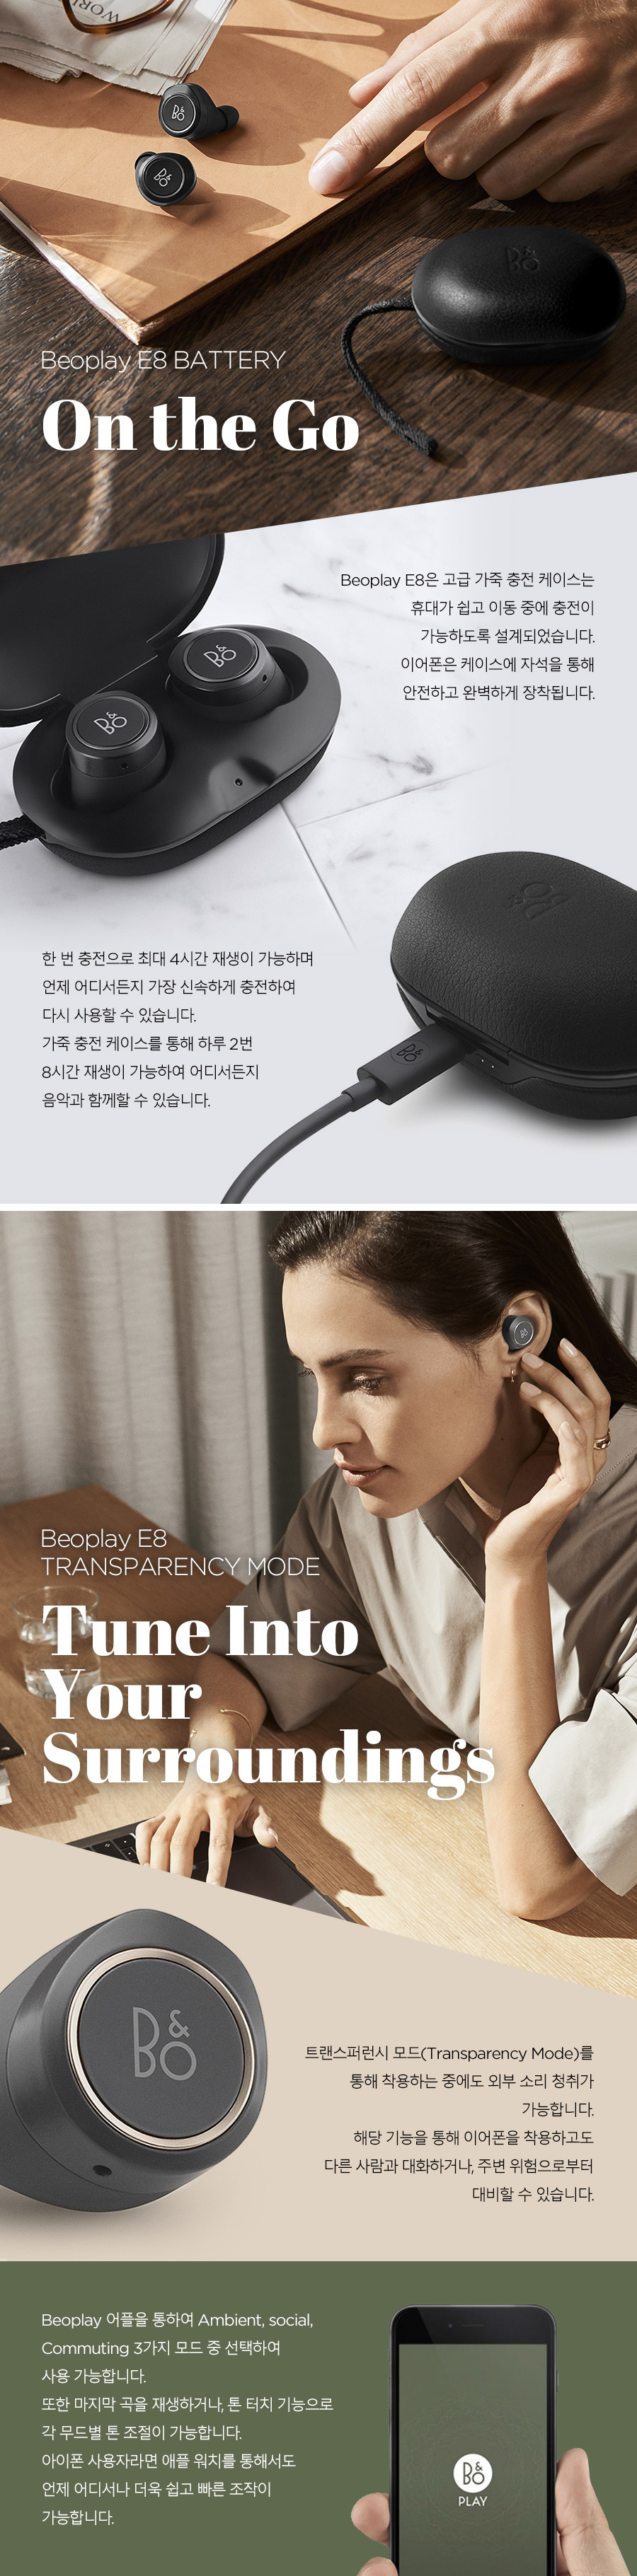 WORL
B&O
B&O
B&O
Beoplay E8 BATTERY
On the Go
Beoplay E8은 고급 가죽 충전 케이스는
휴대가 쉽고 이동 중에 충전이
가능하도록 설계되었습니다.
이어폰은 케이스에 자석을 통해
안전하고 완벽하게 장착됩니다.
B&O
B&O
B&O
한 번 충전으로 최대 4시간 재생이 가능하며
언제 어디서든지 가장 신속하게 충전하여
다시 사용할 수 있습니다.
가죽 충전 케이스를 통해 하루 2번
8시간 재생이 가능하여 어디서든지
음악과 함께할 수 있습니다.
B&O
B&O
Beoplay E8
TRANSPARENCY MODE
Tune Into
Your
Surroundings
B&O
트랜스퍼런시 모드(Transparency Mode)를
통해 착용하는 중에도 외부 소리 청취가
가능합니다.
해당 기능을 통해 이어폰을 착용하고도
다른 사람과 대화하거나, 주변 위험으로부터
대비할 수 있습니다.
Beoplay 어플을 통하여 Ambient, social,
Commuting 3가지 모드 중 선택하여
사용 가능합니다.
또한 마지막 곡을 재생하거나, 톤 터치 기능으로
각 무드별 톤 조절이 가능합니다.
아이폰 사용자라면 애플 워치를 통해서도
언제 어디서나 더욱 쉽고 빠른 조작이
가능합니다.
B&O
PLAY